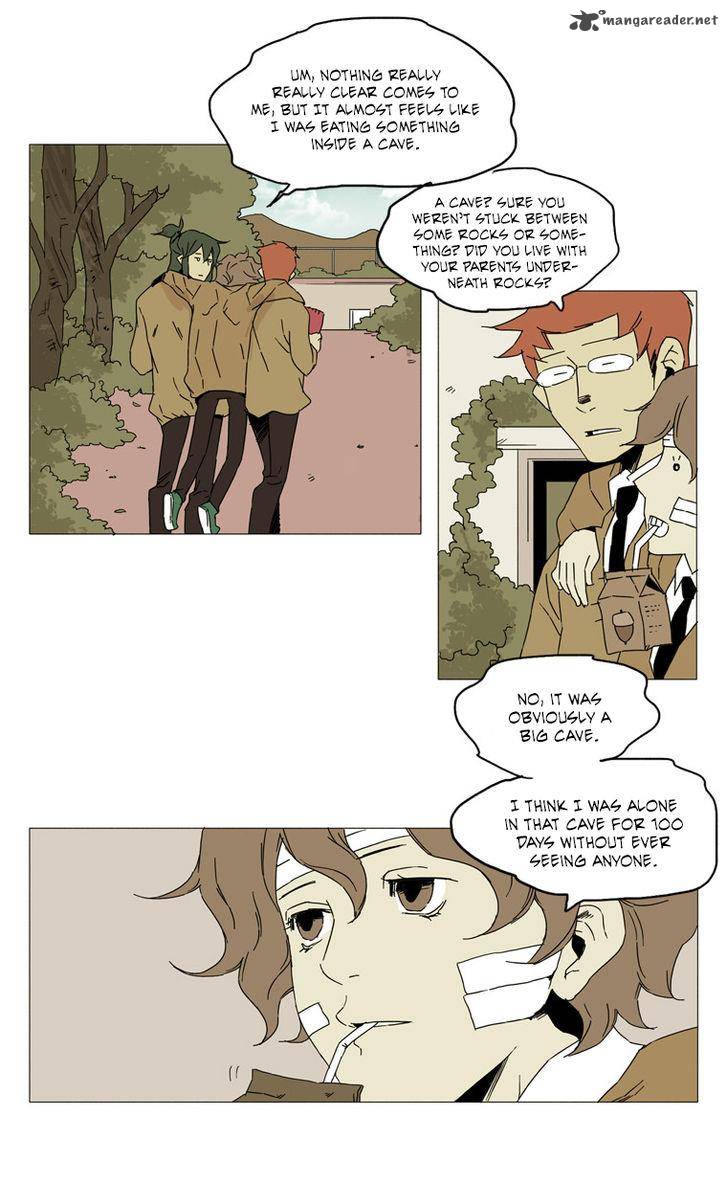 mangareader.net
UM, NOTHING REALLY
REALLY CLEAR COMES TO
ME, BUT IT ALMOST FEELS LIKE
I WAS EATING SOMETHING
INSIDE A CAVE.
A CAVE? SURE YOU
WEREN'T STUCK BETWEEN
SOME ROCKS OR SOME-
THING? DID YOU LIVE WITH
YOUR PARENTS UNDER-
NEATH ROCKS?
NO, IT WAS
OBVIOUSLY A
BIG CAVE.
I THINK I WAS ALONE
IN THAT CAVE FOR 100
DAYS WITHOUT EVER
SEEING ANYONE.